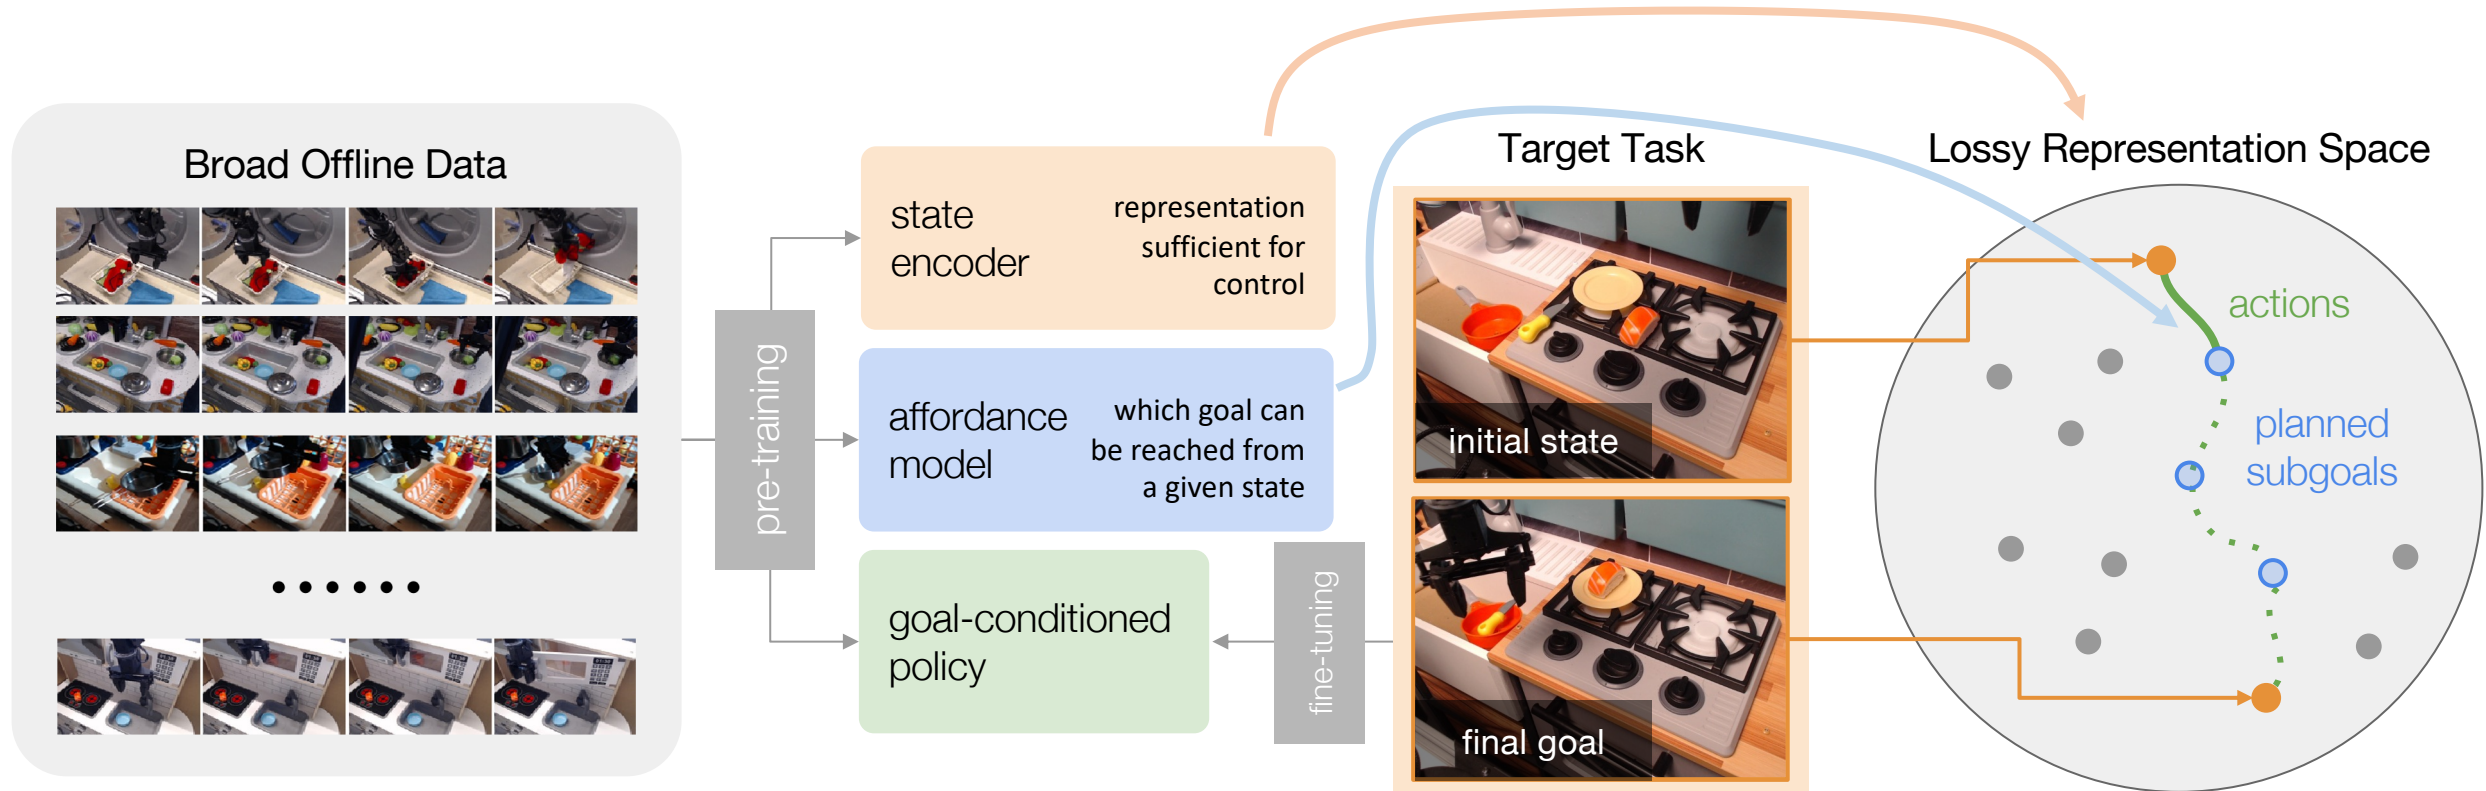 Broad Offline Data
pre-training
state
encoder
representation
sufficient for
control
affordance
model
which goal can
be reached from
a given state
goal-conditioned
policy
fine-tuning
Target Task
initial state
final goal
Lossy Representation Space
actions
planned
subgoals